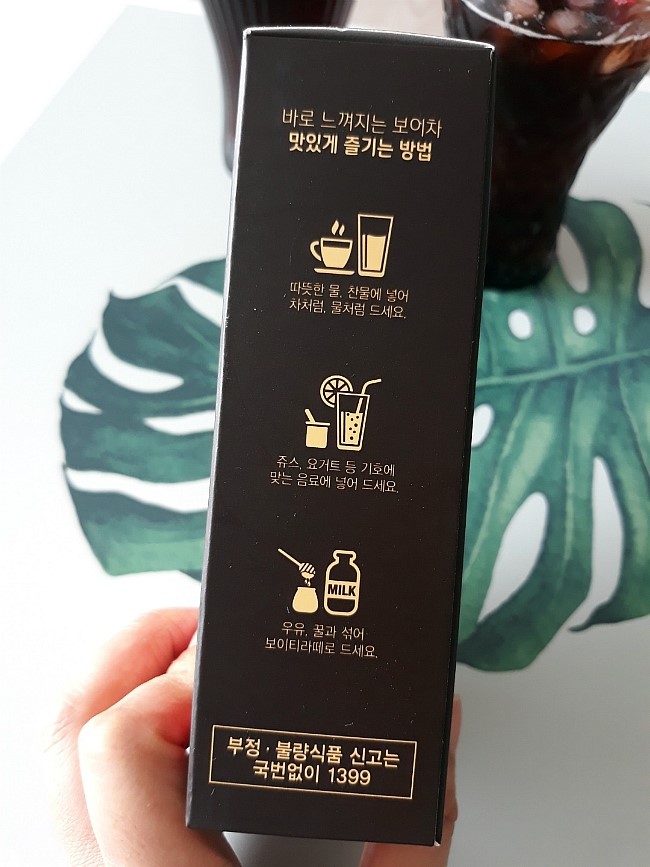 바로 느껴지는 보이차
맛있게 즐기는 방법
따뜻한 물, 찬물에 넣어
차처럼, 물처럼 드세요.
쥬스, 요거트 등 기호에
맞는 음료에 넣어 드세요.
MILK
우유, 꿀과 섞어
보이티라떼로 드세요.
부정·불량식품 신고는
국번없이 1399